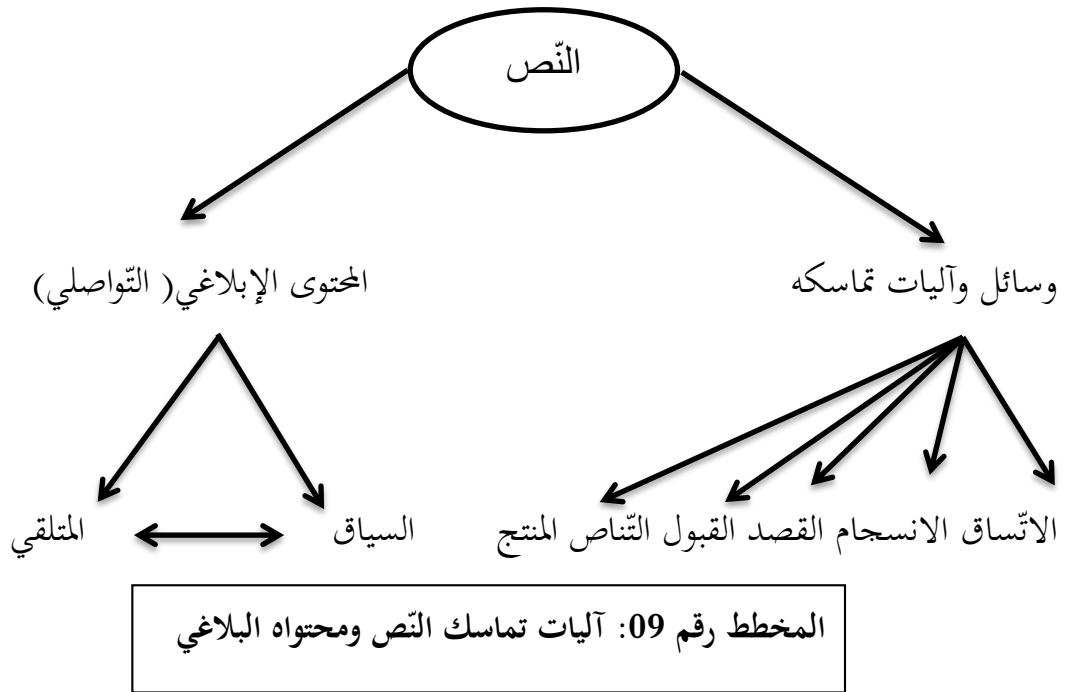 النّص
وسائل وآليات تماسكه
المحتوى الإبلاغي( التّواصلي)
الاتّساق الانسجام القصد القبول التّناص المنتج
السياق
المتلقي
المخطط رقم 09: آليات تماسك النّص ومحتواه البلاغي